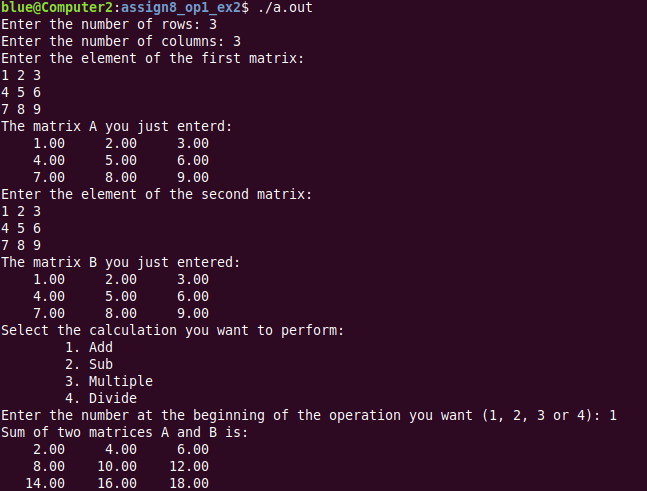 blue@Computer2:assign8_op1_ex2$ ./a.out
Enter the number of rows: 3
Enter the number of columns: 3
Enter the element of the first matrix:
1 2 3
4 5 6
7 8 9
The matrix A you just enterd:
    1.00     2.00     3.00
    4.00     5.00     6.00
    7.00     8.00     9.00
Enter the element of the second matrix:
1 2 3
4 5 6
7 8 9
The matrix B you just entered:
    1.00     2.00     3.00
    4.00     5.00     6.00
    7.00     8.00     9.00
Select the calculation you want to perform:
        1. Add
        2. Sub
        3. Multiple
        4. Divide
Enter the number at the beginning of the operation you want (1, 2, 3 or 4): 1
Sum of two matrices A and B is:
    2.00     4.00     6.00
    8.00    10.00    12.00
   14.00    16.00    18.00